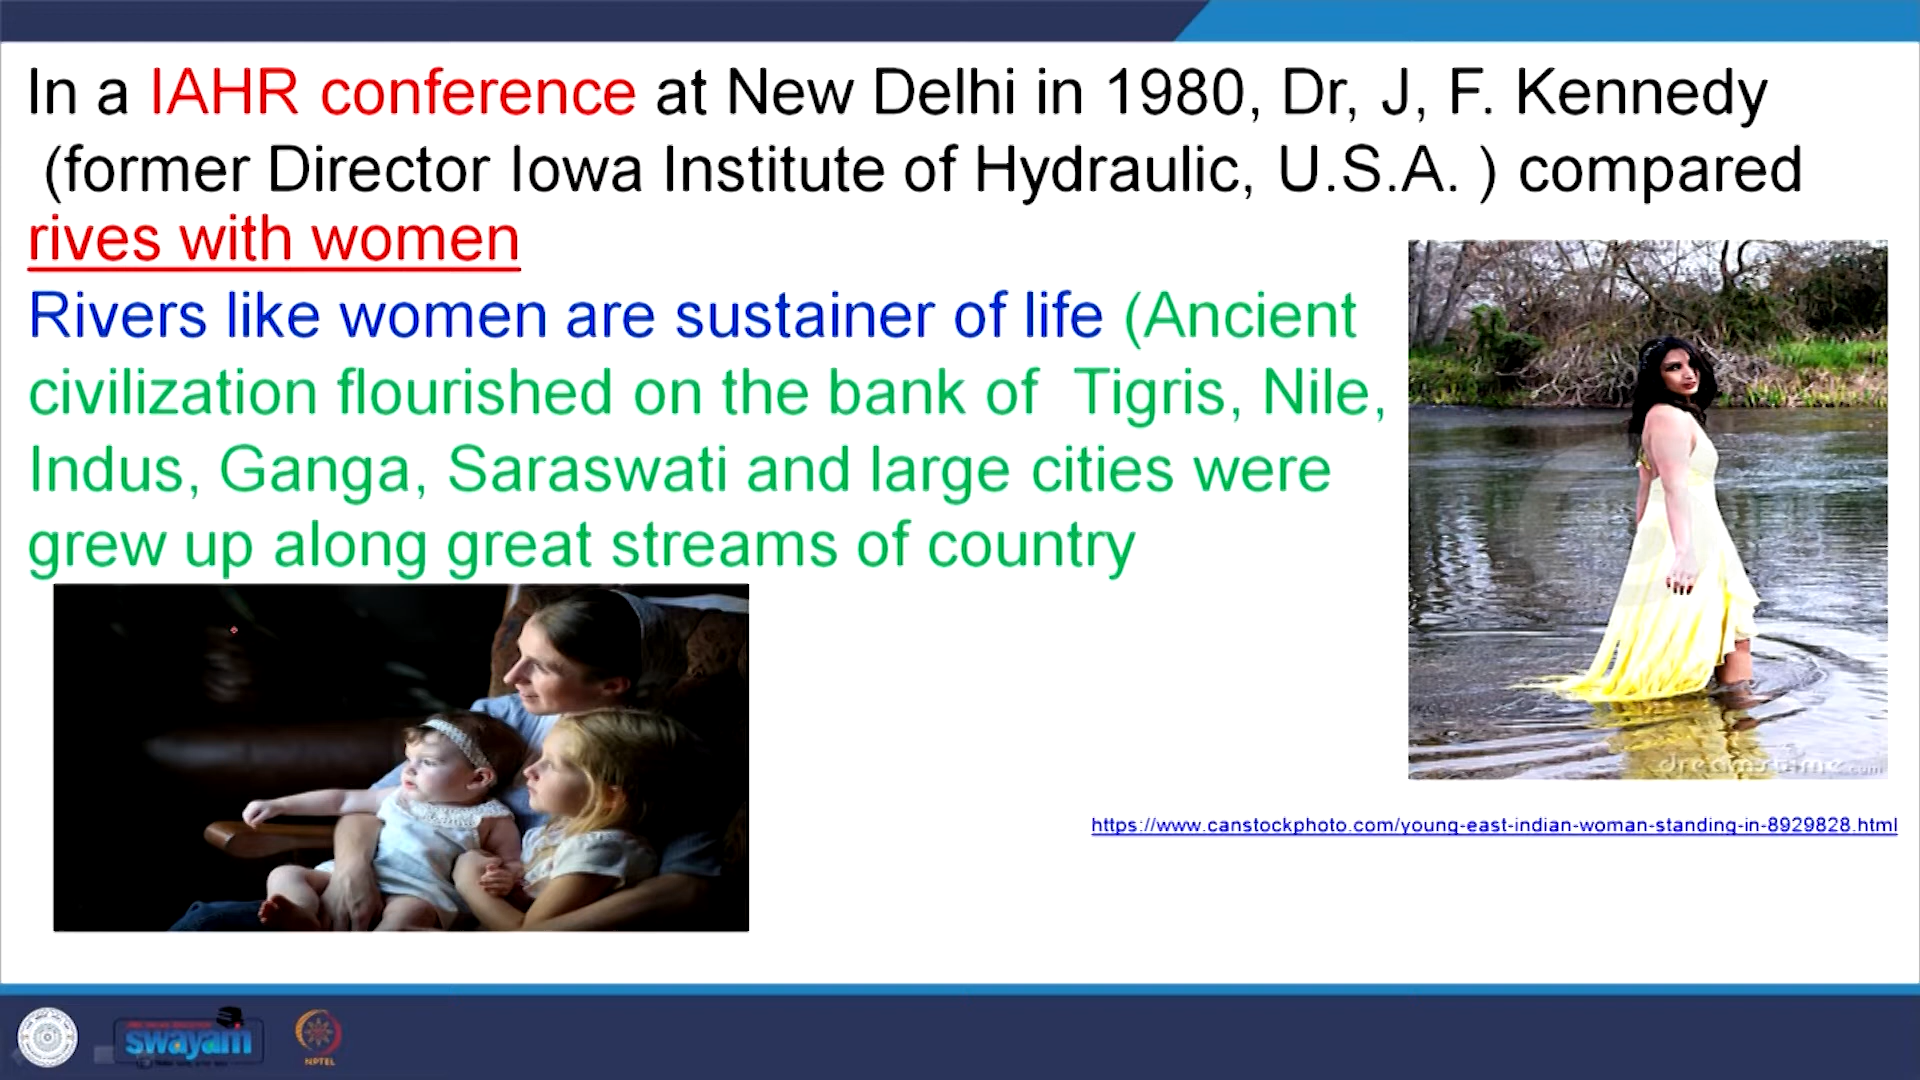 In a IAHR conference at New Delhi in 1980, Dr, J, F. Kennedy
(former Director Iowa Institute of Hydraulic, U.S.A. ) compared
rives with women
Rivers like women are sustainer of life (Ancient
civilization flourished on the bank of Tigris, Nile,
Indus, Ganga, Saraswati and large cities were
grew up along great streams of country
dreamstime.com
https://www.canstockphoto.com/young-east-indian-woman-standing-in-8929828.html
swayam
NPTEL